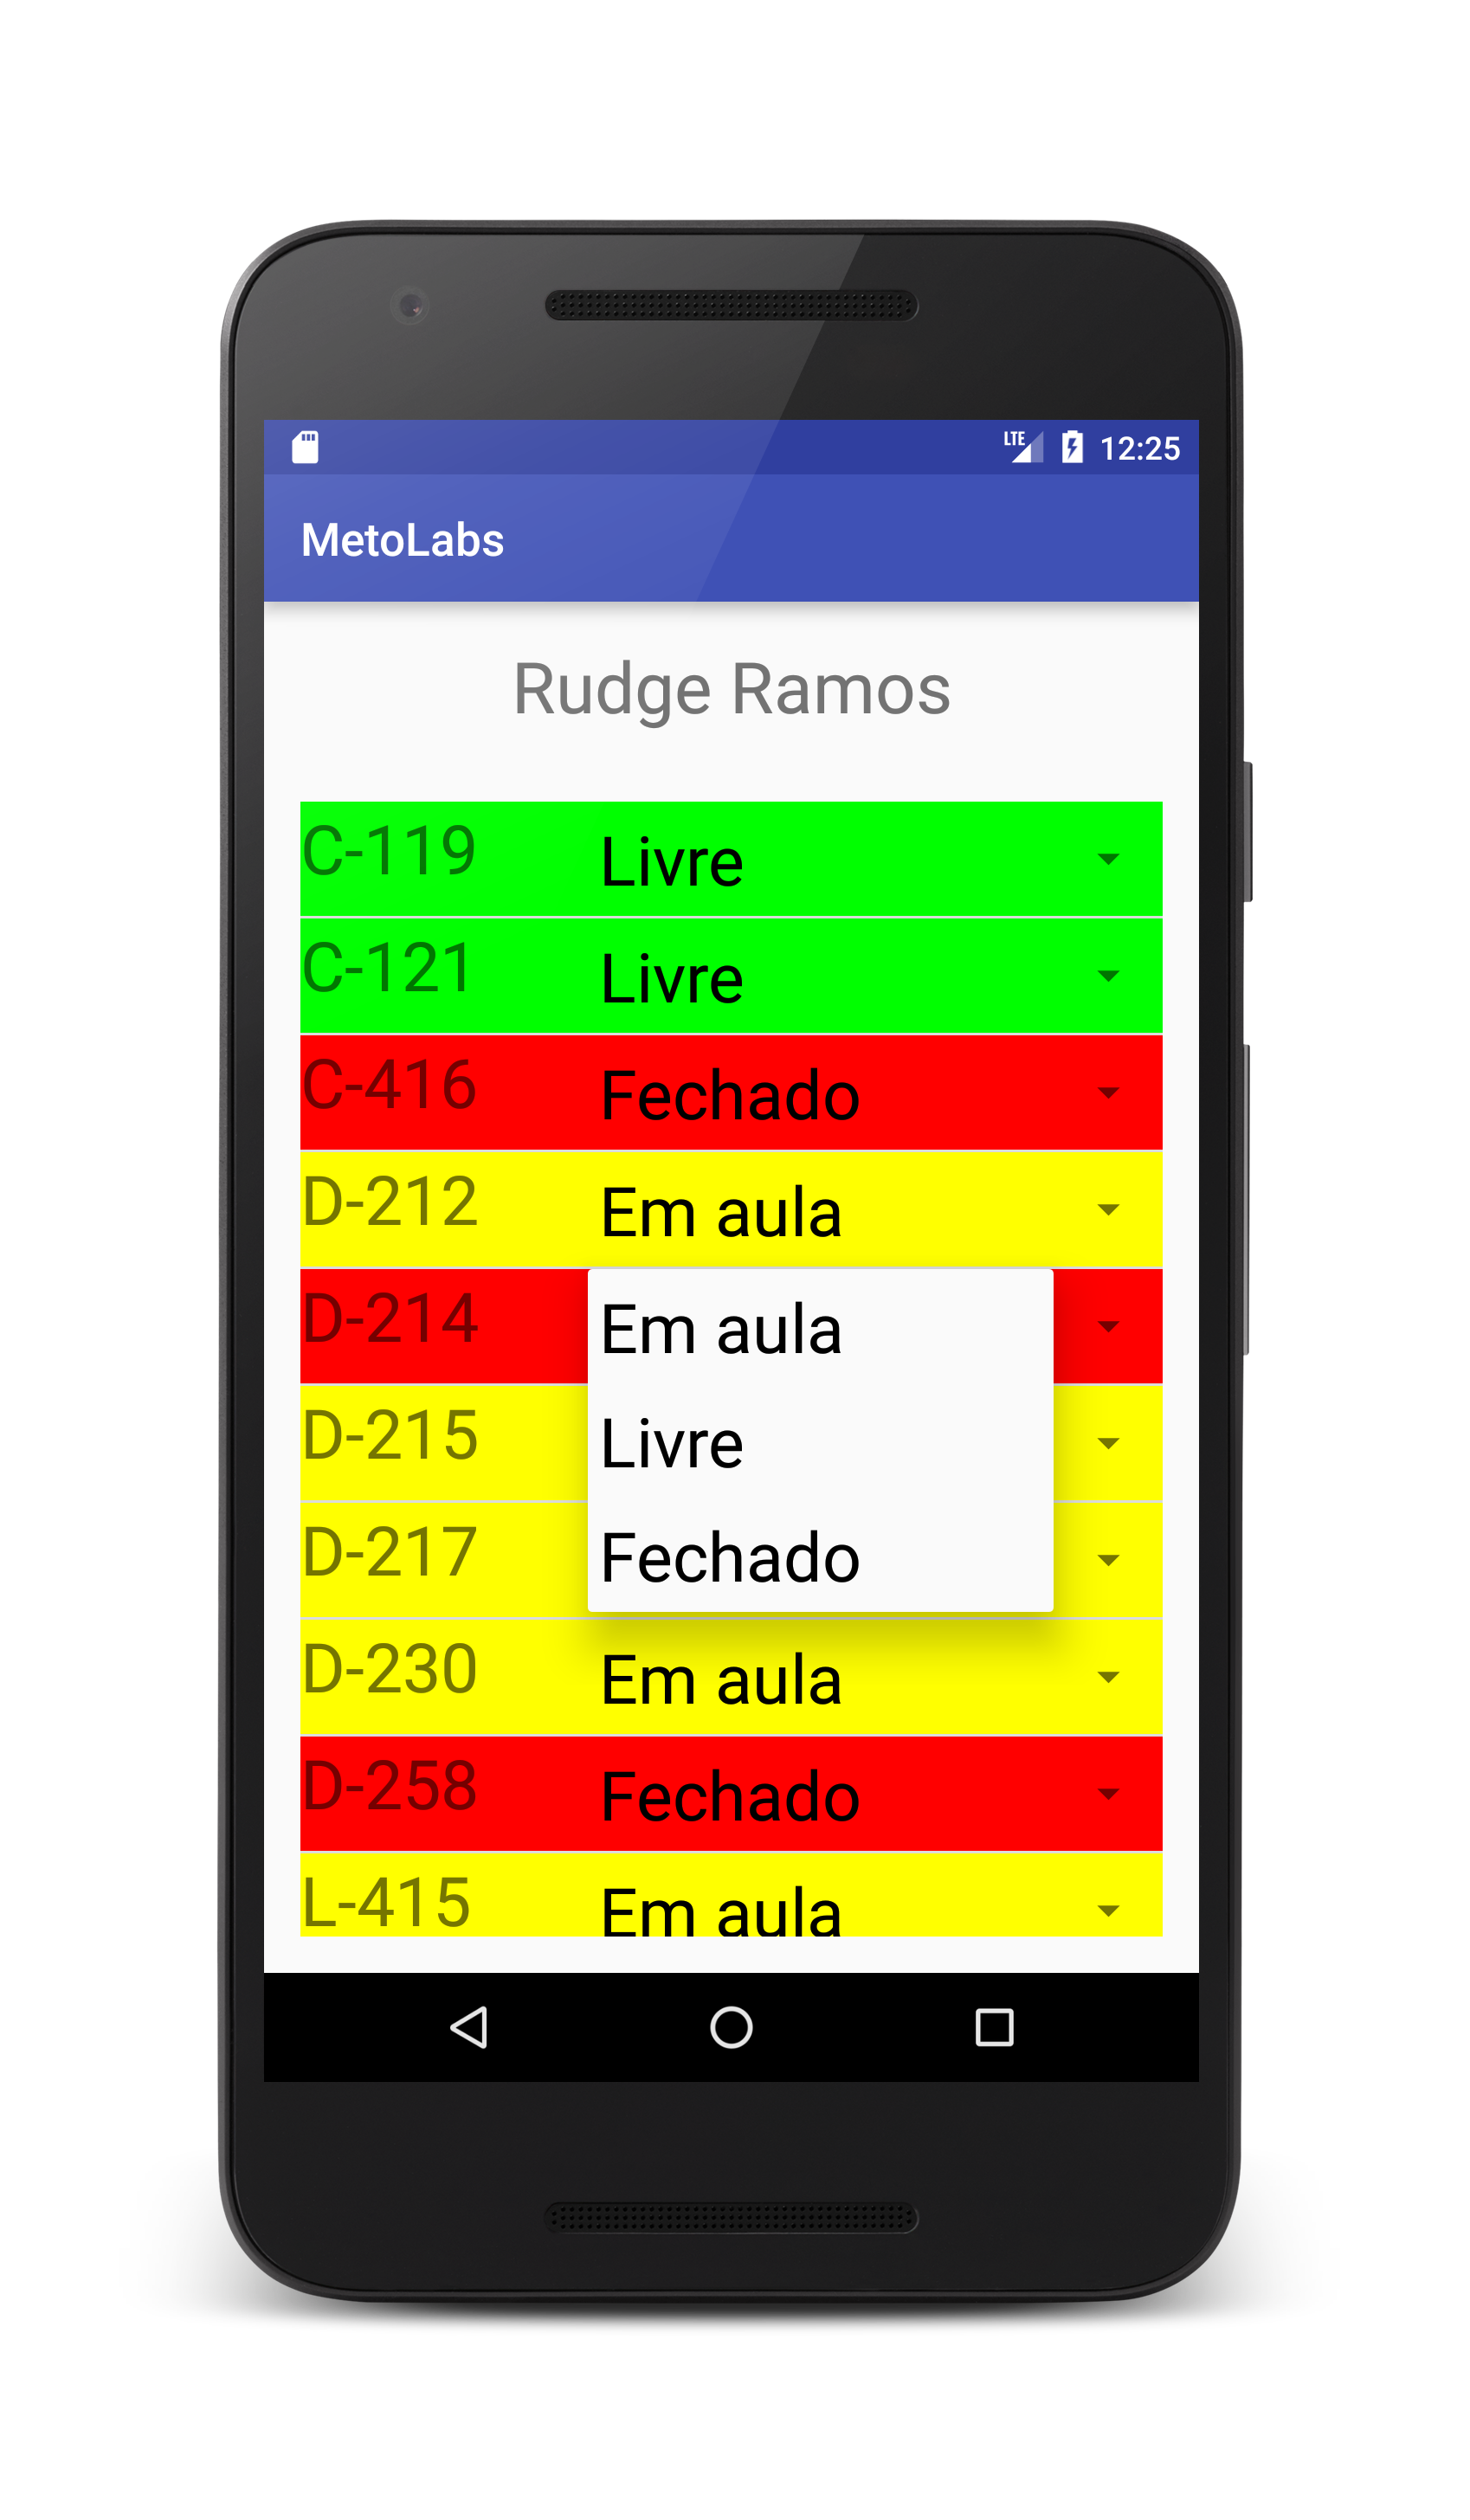 LTE 12:25
MetoLabs
Rudge Ramos
C-119 Livre
C-121 Livre
C-416 Fechado
D-212 Em aula
D-214 Em aula
D-215 Livre
D-217 Fechado
D-230 Em aula
D-258 Fechado
L-415 Em aula